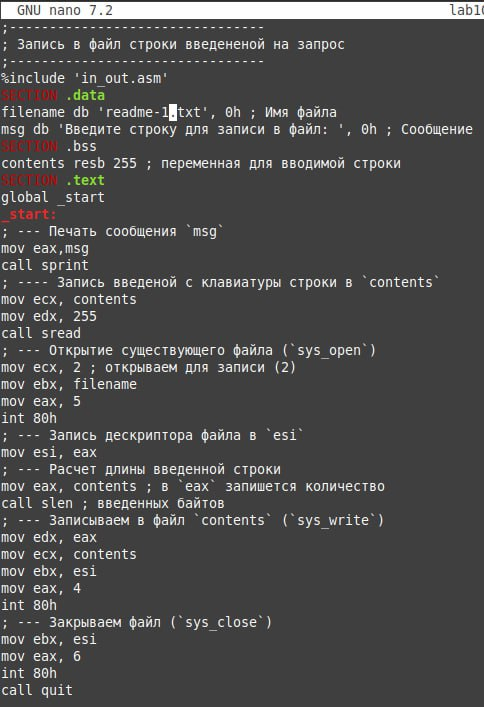 GNU nano 7.2 lab10
;--------------------------------
; Запись в файл строки введененой на запрос
;--------------------------------
%include 'in_out.asm'
SECTION .data
filename db 'readme-1.txt', 0h ; Имя файла
msg db 'Введите строку для записи в файл: ', 0h ; Сообщение
SECTION .bss
contents resb 255 ; переменная для вводимой строки
SECTION .text
global _start
_start:
; --- Печать сообщения `msg`
mov eax,msg
call sprint
; ---- Запись введеной с клавиатуры строки в `contents`
mov ecx, contents
mov edx, 255
call sread
; --- Открытие существующего файла (`sys_open`)
mov ecx, 2 ; открываем для записи (2)
mov ebx, filename
mov eax, 5
int 80h
; --- Запись дескриптора файла в `esi`
mov esi, eax
; --- Расчет длины введенной строки
mov eax, contents ; в `eax` запишется количество
call slen ; введенных байтов
; --- Записываем в файл `contents` (`sys_write`)
mov edx, eax
mov ecx, contents
mov ebx, esi
mov eax, 4
int 80h
; --- Закрываем файл (`sys_close`)
mov ebx, esi
mov eax, 6
int 80h
call quit